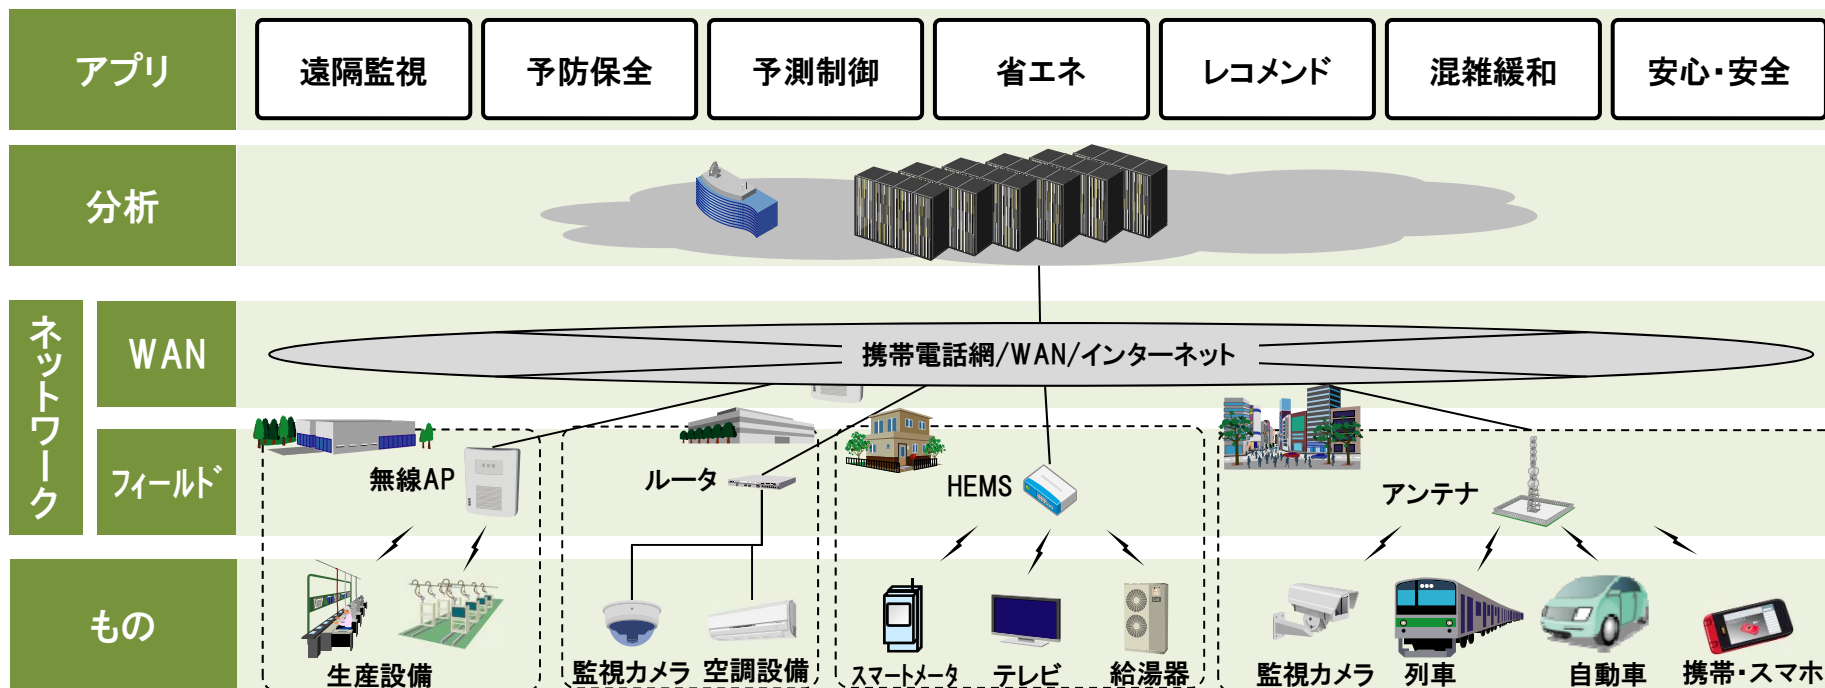 アプリ
遠隔監視
予防保全
予測制御
省エネ
レコメンド
混雑緩和
安心・安全
分析
ネットワーク
WAN
携帯電話網/WAN/インターネット
フィールド
無線AP
ルータ
HEMS
アンテナ
もの
生産設備
監視カメラ
空調設備
スマートメータ
テレビ
給湯器
監視カメラ
列車
自動車
携帯・スマホ